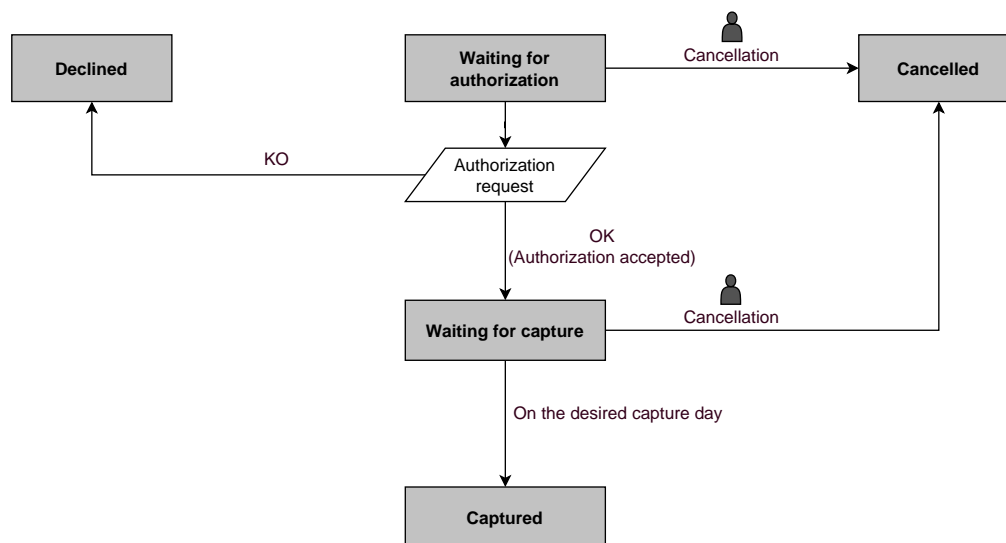 Declined
Waiting for
authorization
Cancellation
Cancelled
KO
Authorization
request
OK
(Authorization accepted)
Waiting for capture
Cancellation
On the desired capture day
Captured